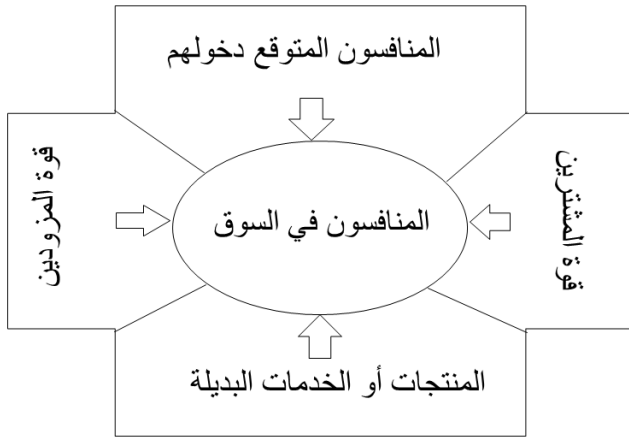 المنافسون المتوقع دخولهم
قوة المشترين
المنافسون في السوق
قوة المزودين
المنتجات أو الخدمات البديلة